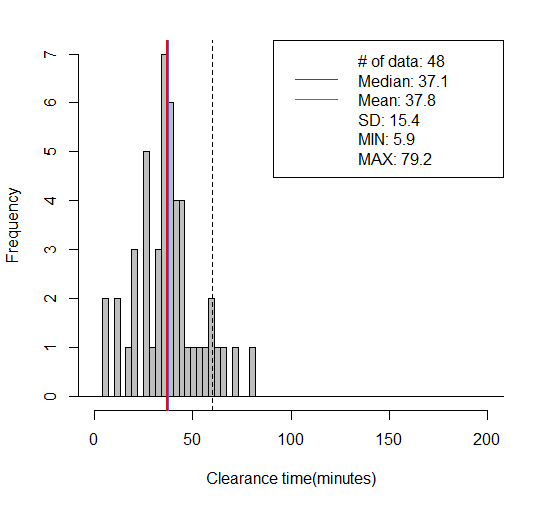 # of data: 48
Median: 37.1
Mean: 37.8
SD: 15.4
MIN: 5.9
MAX: 79.2
Frequency
7
6
5
4
3
2
1
0
0 50 100 150 200
Clearance time(minutes)